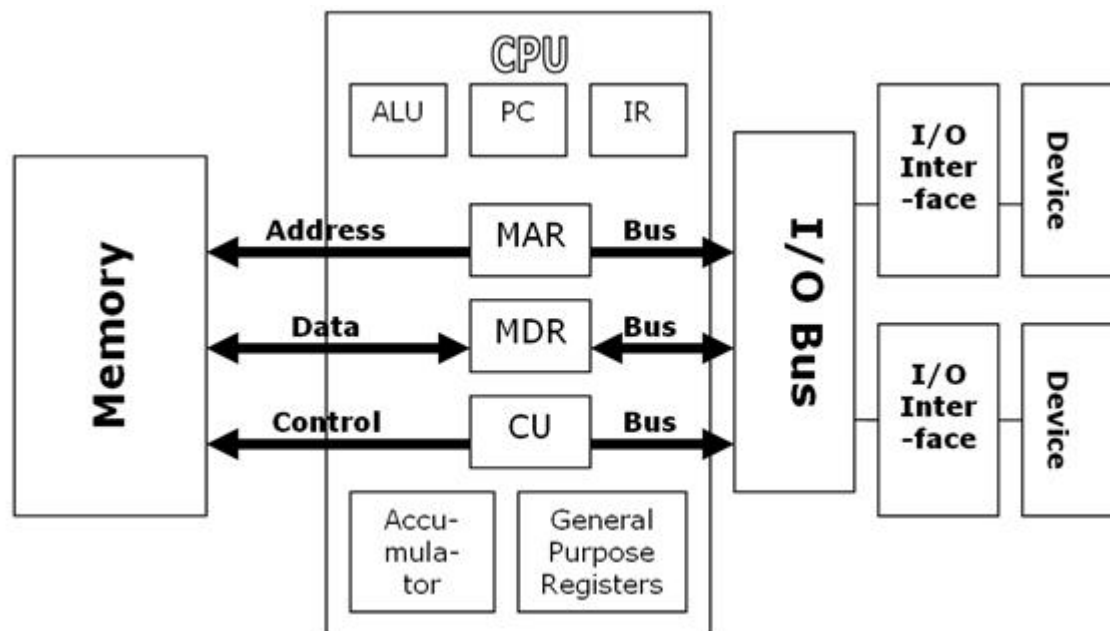 CPU
ALU
PC
IR
Memory
Address
MAR
Bus
Data
MDR
Bus
Control
CU
Bus
Accu-
mula-
tor
General
Purpose
Registers
I/O Bus
I/O
Inter
-face
Device
I/O
Inter
-face
Device